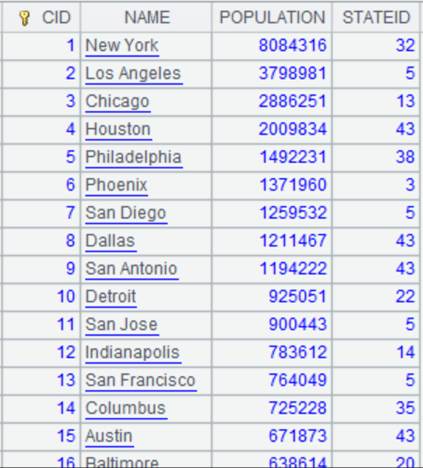 CID NAME POPULATION STATEID
1 New York 8084316 32
2 Los Angeles 3798981 5
3 Chicago 2886251 13
4 Houston 2009834 43
5 Philadelphia 1492231 38
6 Phoenix 1371960 3
7 San Diego 1259532 5
8 Dallas 1211467 43
9 San Antonio 1194222 43
10 Detroit 925051 22
11 San Jose 900443 5
12 Indianapolis 783612 14
13 San Francisco 764049 5
14 Columbus 725228 35
15 Austin 671873 43
16 Baltimore 638614 20